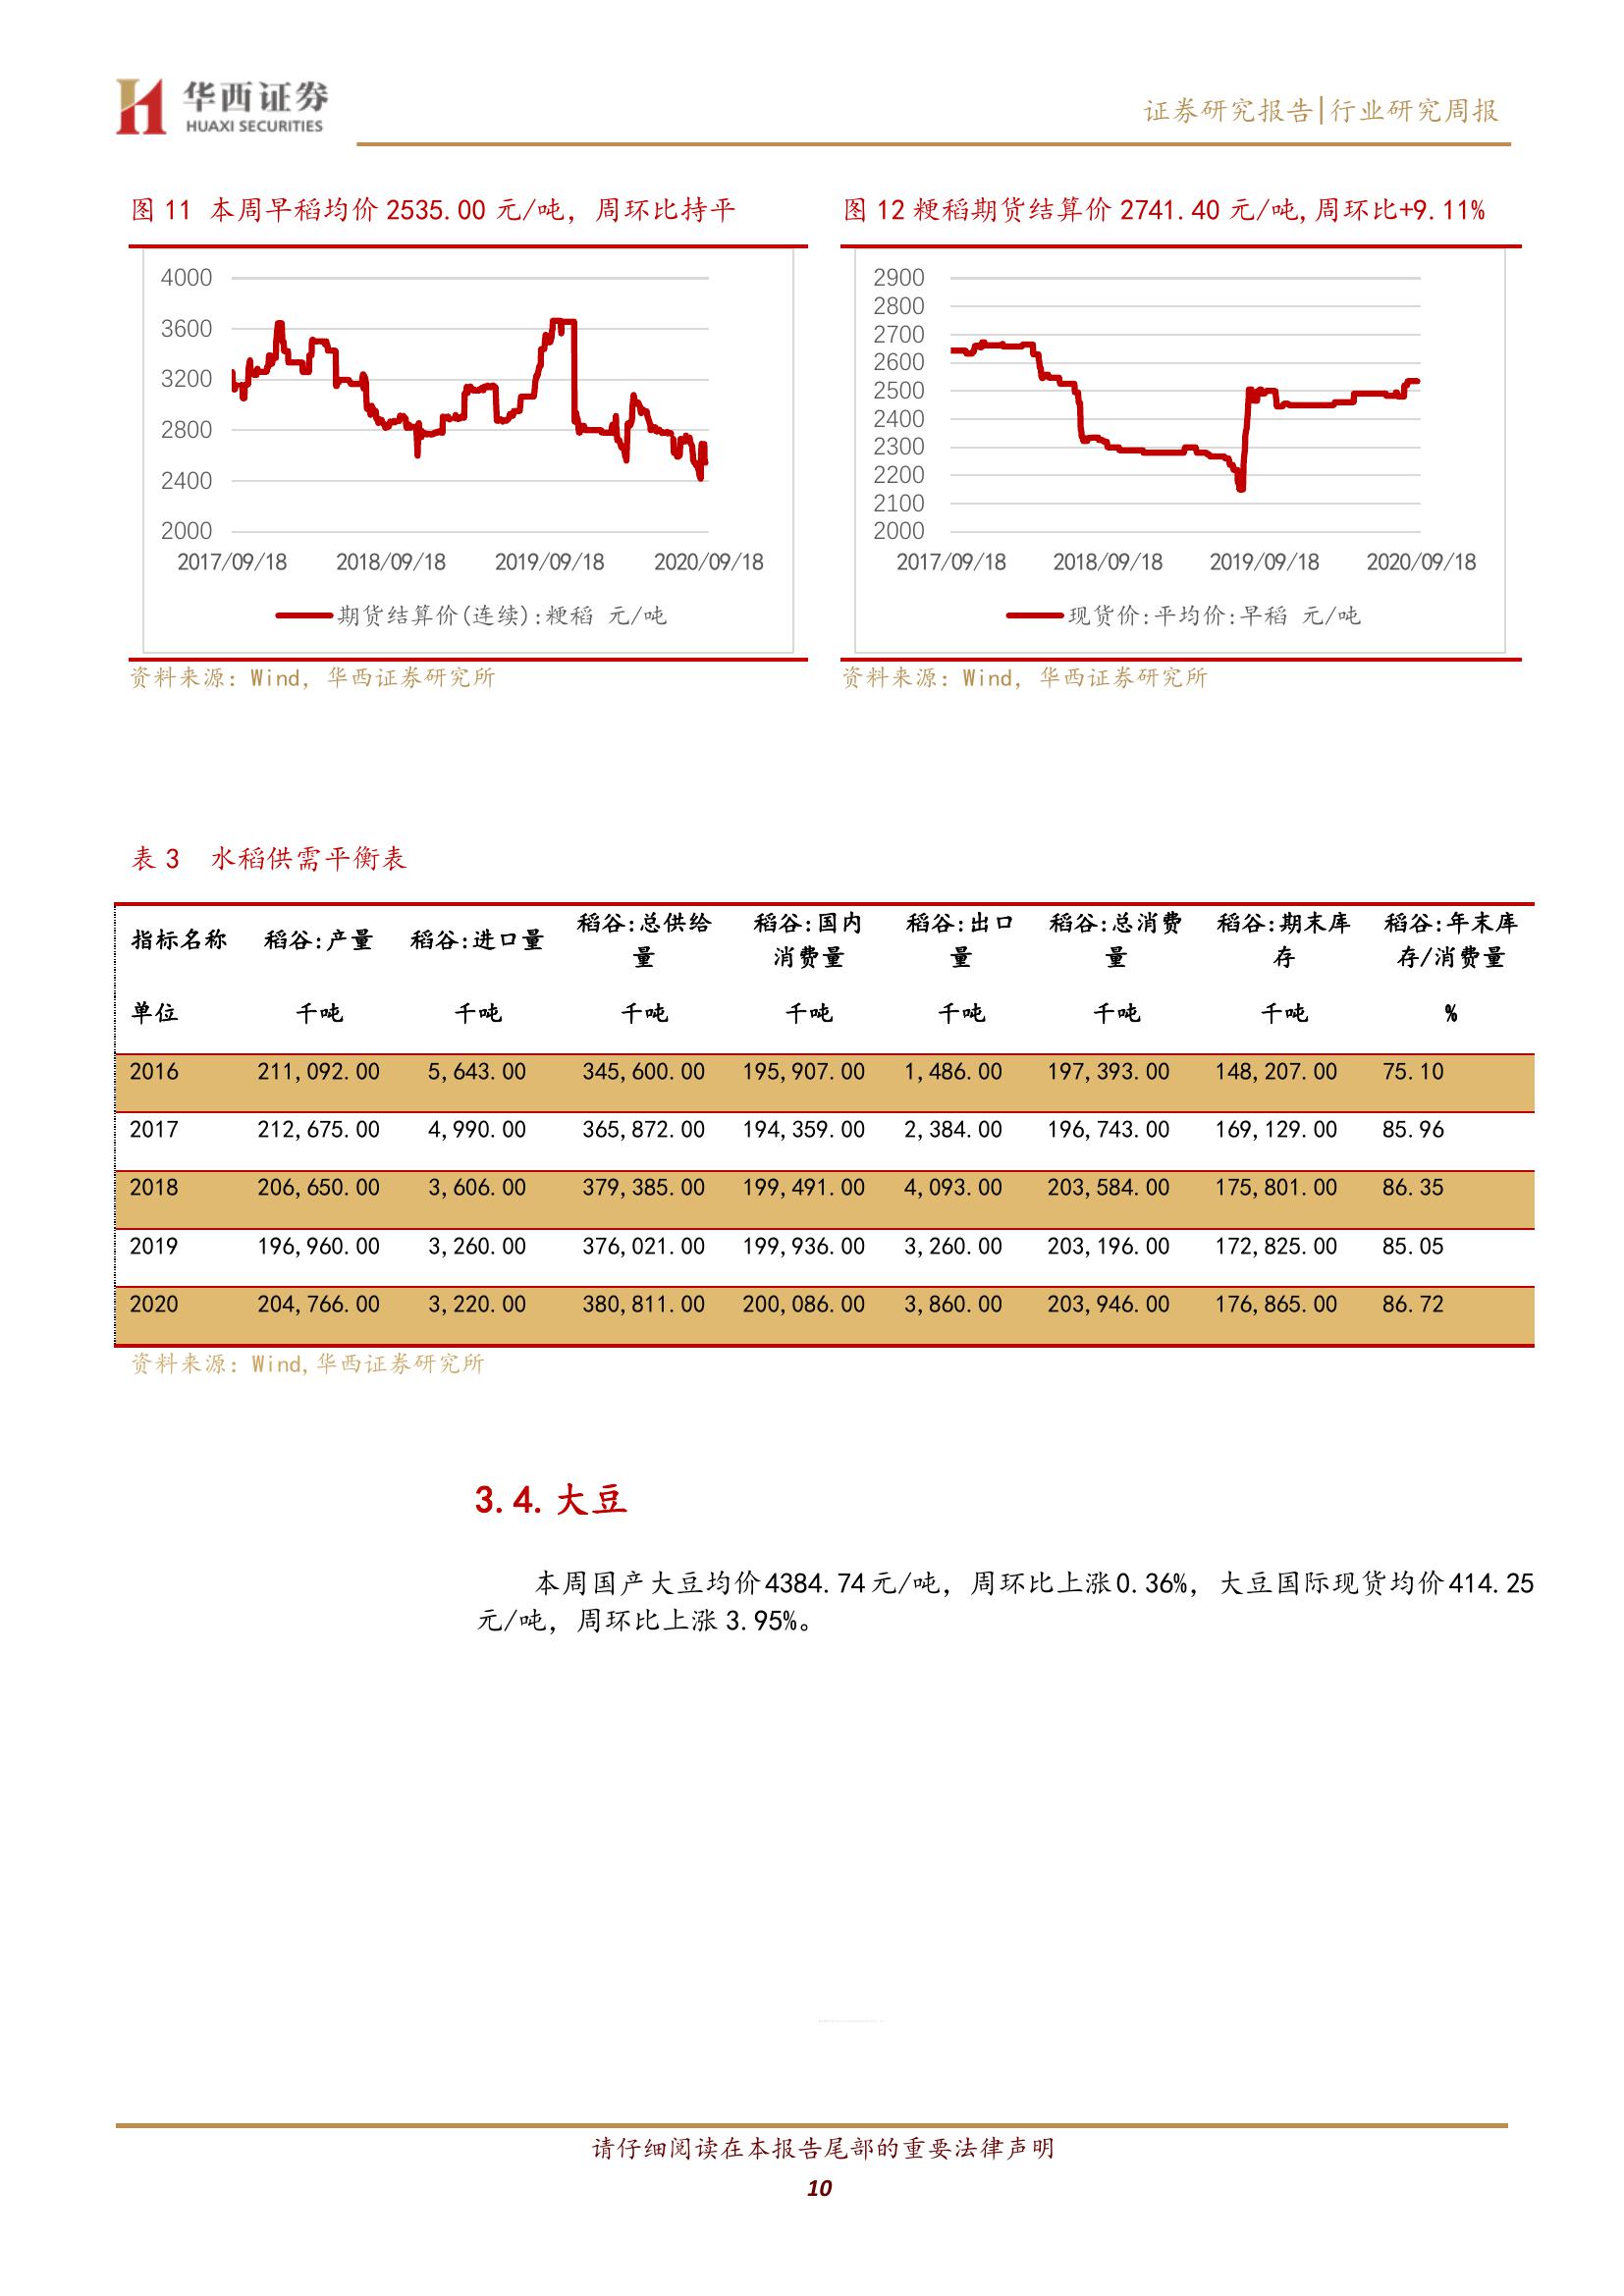 华西证券
HUAXI SECURITIES
证券研究报告|行业研究周报
图 11 本周早稻均价 2535.00 元/吨，周环比持平
4000
3600
3200
2800
2400
2000
2017/09/18 2018/09/18 2019/09/18 2020/09/18
期货结算价(连续):粳稻 元/吨
资料来源：Wind，华西证券研究所
图 12 粳稻期货结算价 2741.40 元/吨,周环比+9.11%
2900
2800
2700
2600
2500
2400
2300
2200
2100
2000
2017/09/18 2018/09/18 2019/09/18 2020/09/18
现货价:平均价:早稻 元/吨
资料来源：Wind，华西证券研究所
表 3 水稻供需平衡表
指标名称 稻谷:产量 稻谷:进口量 稻谷:总供给量 稻谷:国内消费量 稻谷:出口量 稻谷:总消费量 稻谷:期末库存 稻谷:年末库存/消费量
单位 千吨 千吨 千吨 千吨 千吨 千吨 千吨 %
2016 211,092.00 5,643.00 345,600.00 195,907.00 1,486.00 197,393.00 148,207.00 75.10
2017 212,675.00 4,990.00 365,872.00 194,359.00 2,384.00 196,743.00 169,129.00 85.96
2018 206,650.00 3,606.00 379,385.00 199,491.00 4,093.00 203,584.00 175,801.00 86.35
2019 196,960.00 3,260.00 376,021.00 199,936.00 3,260.00 203,196.00 172,825.00 85.05
2020 204,766.00 3,220.00 380,811.00 200,086.00 3,860.00 203,946.00 176,865.00 86.72
资料来源：Wind,华西证券研究所
3.4. 大豆
本周国产大豆均价4384.74元/吨，周环比上涨0.36%，大豆国际现货均价414.25
元/吨，周环比上涨 3.95%。
请仔细阅读在本报告尾部的重要法律声明
10